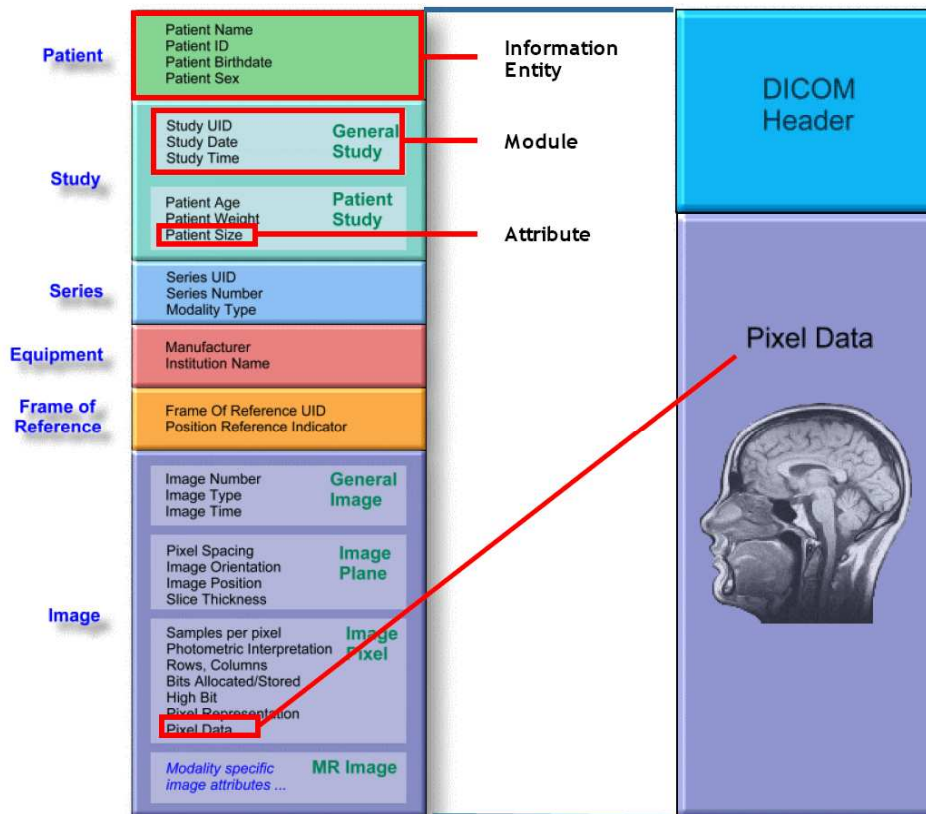 Patient
Patient Name
Patient ID
Patient Birthdate
Patient Sex
Information
Entity
Study
Study UID
Study Date
Study Time
General
Study
Module
Patient Age
Patient Weight
Patient Size
Patient
Study
Attribute
Series
Series UID
Series Number
Modality Type
Equipment
Manufacturer
Institution Name
Frame of
Reference
Frame Of Reference UID
Position Reference Indicator
Image
Image Number
Image Type
Image Time
General
Image
Pixel Spacing
Image Orientation
Image Position
Slice Thickness
Image
Plane
Samples per pixel
Photometric Interpretation
Rows, Columns
Bits Allocated/Stored
High Bit
Pixel Representation
Pixel Data
Image
Pixel
Modality specific
image attributes ...
MR Image
DICOM
Header
Pixel Data